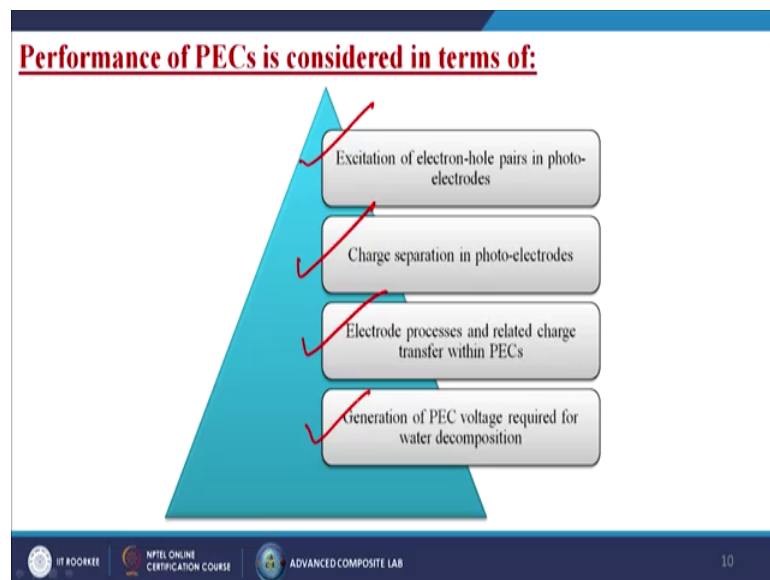 Performance of PECs is considered in terms of:
Excitation of electron-hole pairs in photo-
electrodes
Charge separation in photo-electrodes
Electrode processes and related charge
transfer within PECs
Generation of PEC voltage required for
water decomposition
IIT ROORKEE
NPTEL ONLINE
CERTIFICATION COURSE
ADVANCED COMPOSITE LAB
10